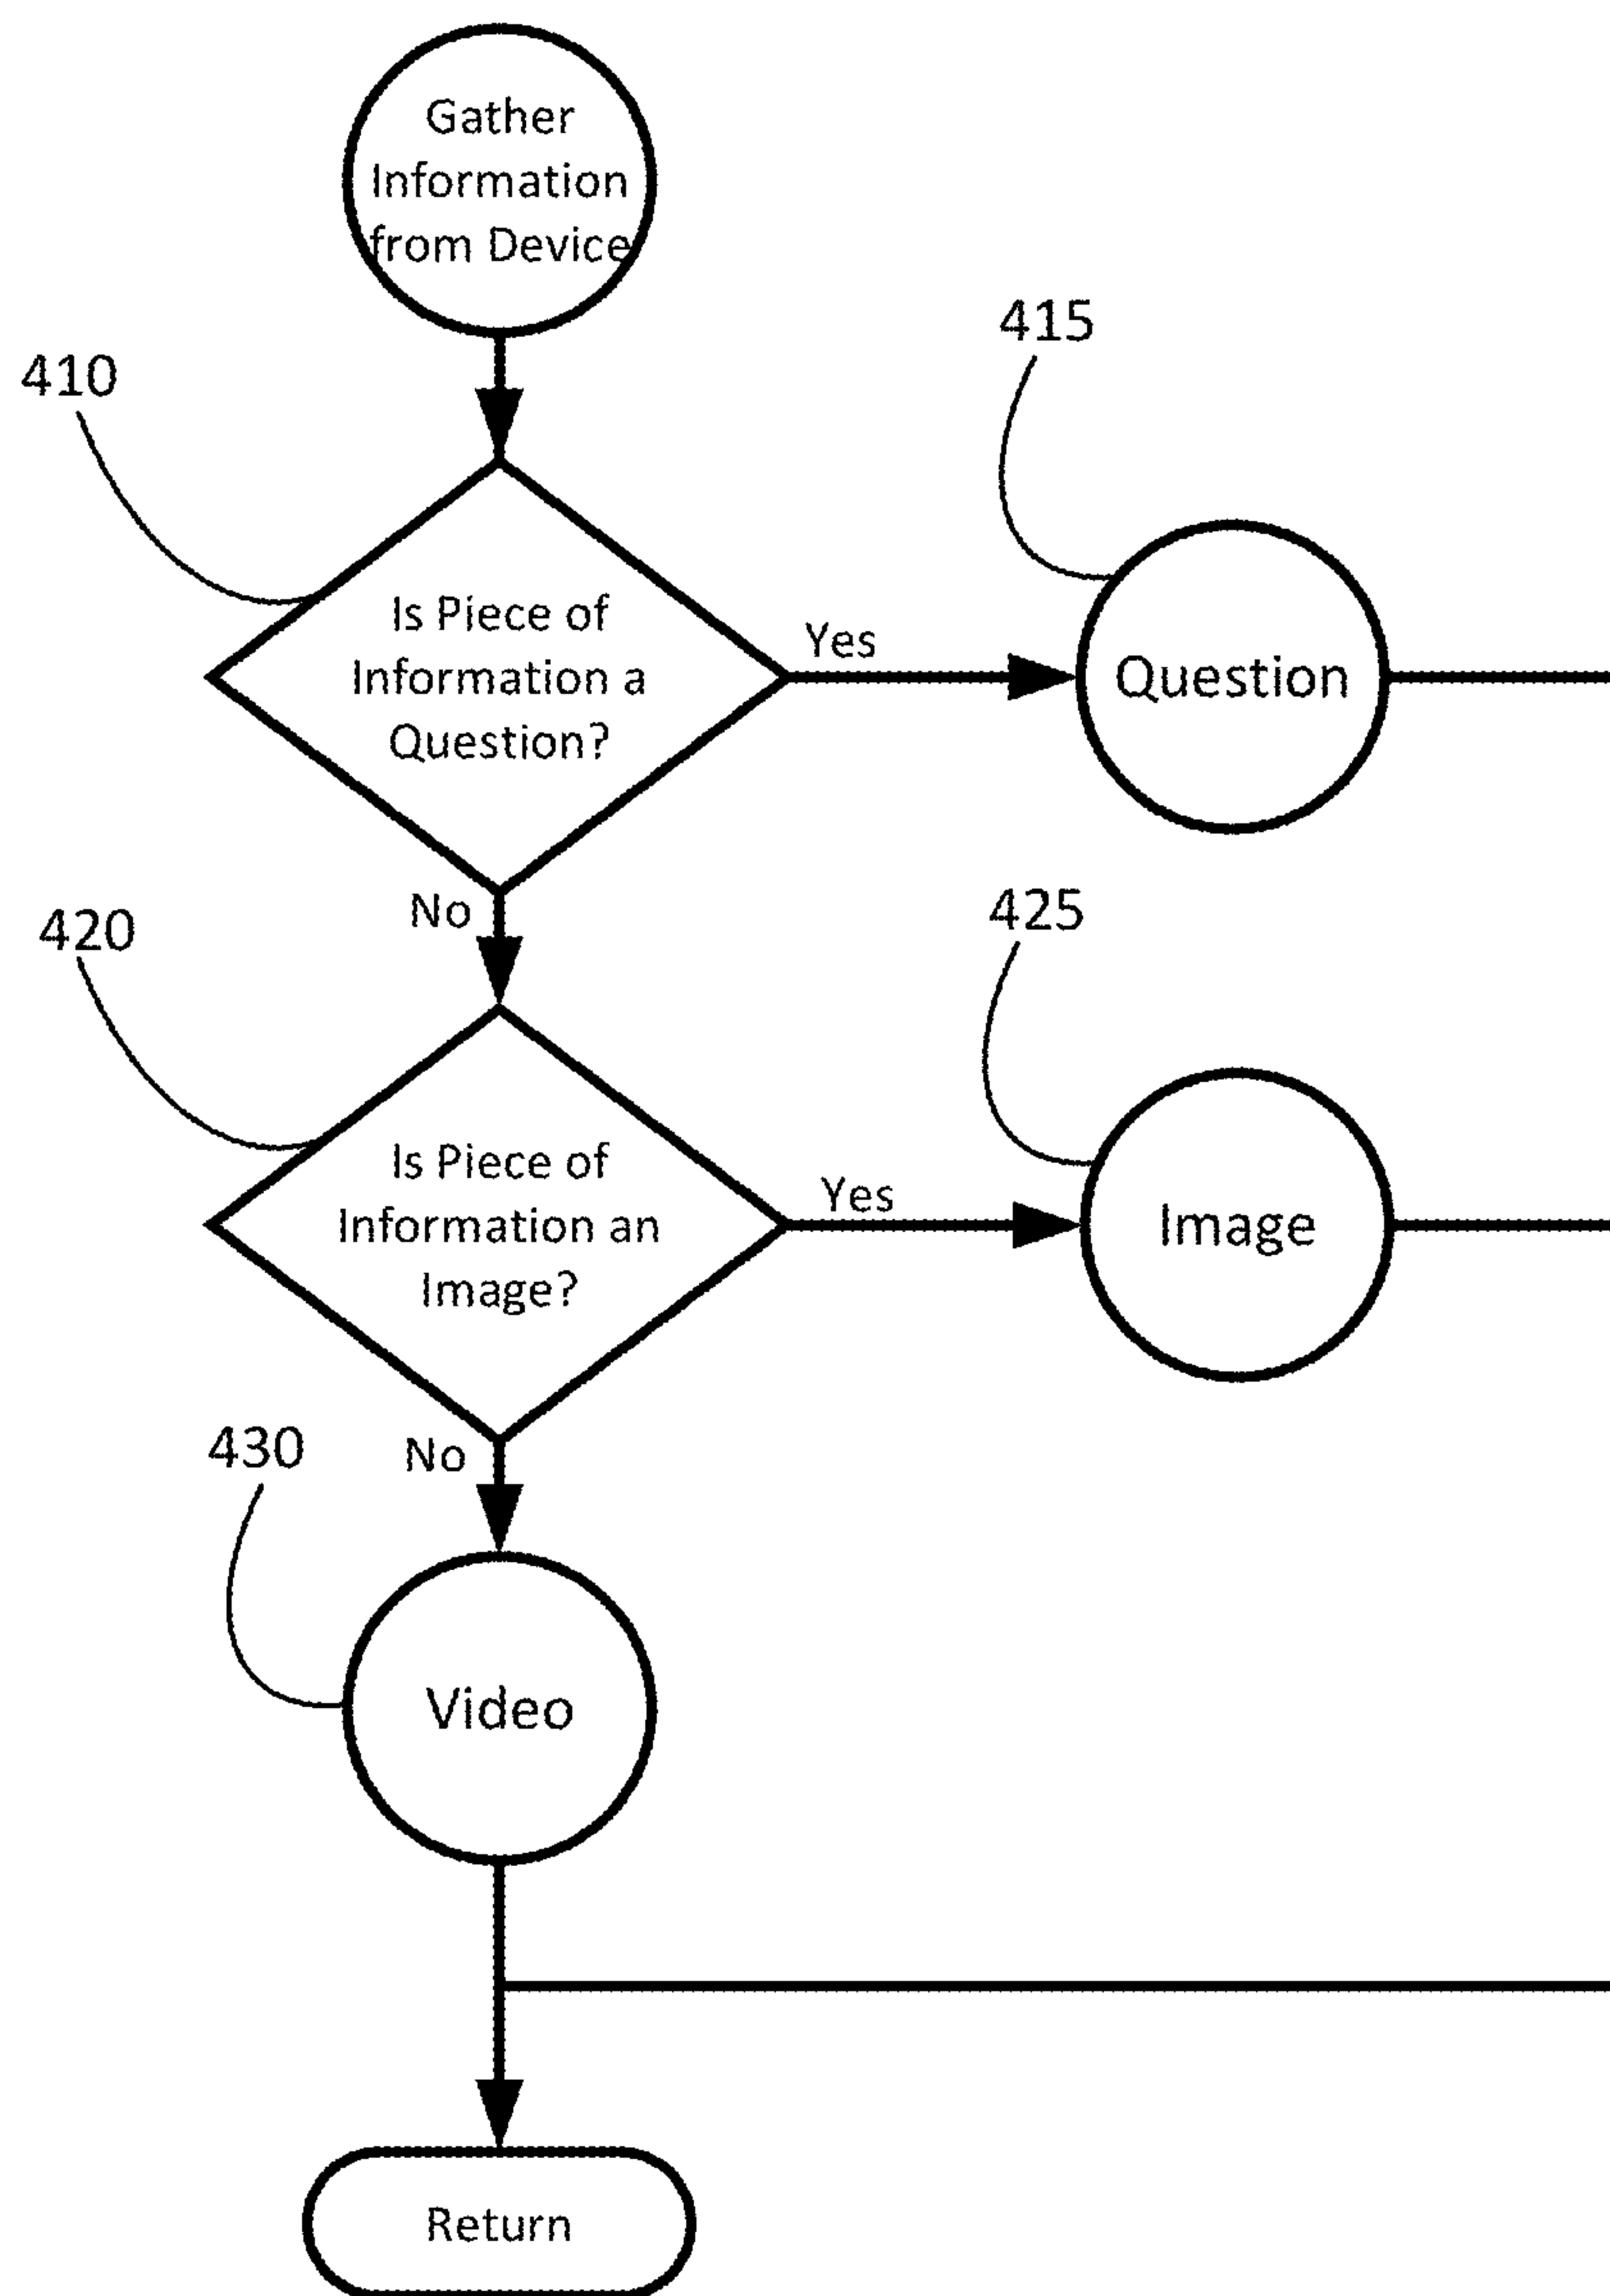 Gather
Information
from Device
410
415
Is Piece of
Information a
Question?
Yes
Question
No
420
425
Is Piece of
Information an
Image?
Yes
Image
No
430
Video
Return